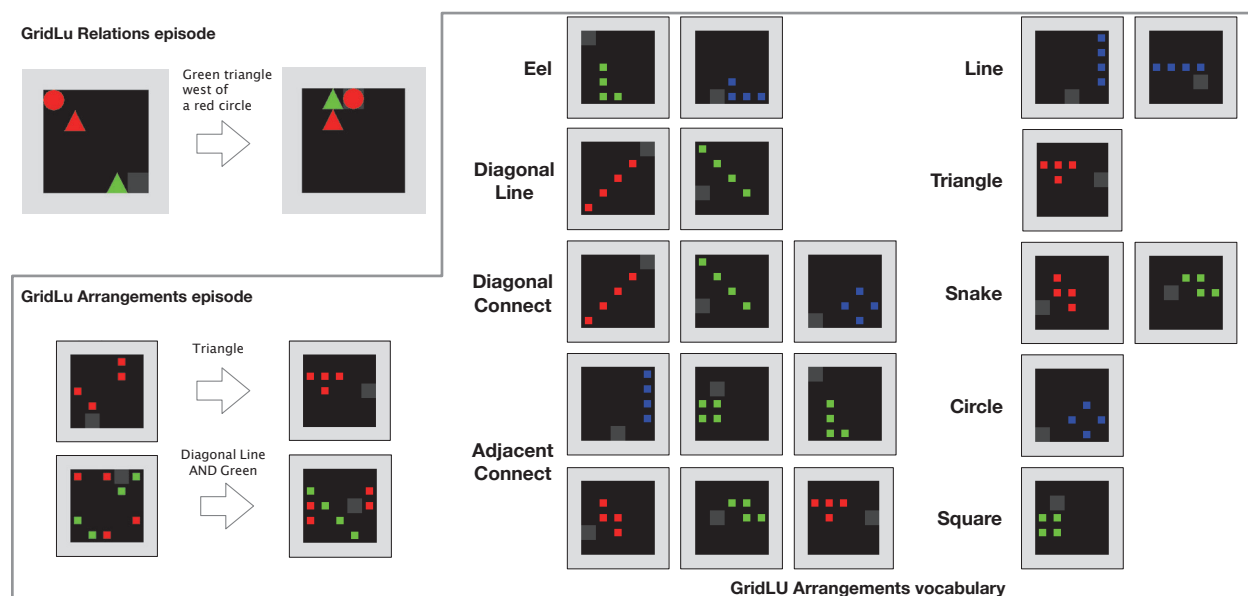 GridLu Relations episode
Green triangle
west of
a red circle
GridLu Arrangements episode
Triangle
Diagonal Line
AND Green
Eel
Line
Diagonal
Line
Triangle
Diagonal
Connect
Snake
Adjacent
Connect
Circle
Square
GridLU Arrangements vocabulary